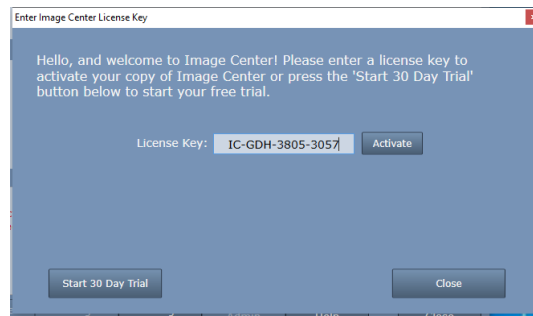 Enter Image Center License Key
Hello, and welcome to Image Center! Please enter a license key to
activate your copy of Image Center or press the 'Start 30 Day Trial'
button below to start your free trial.
License Key: IC-GDH-3805-3057 Activate
Start 30 Day Trial Close